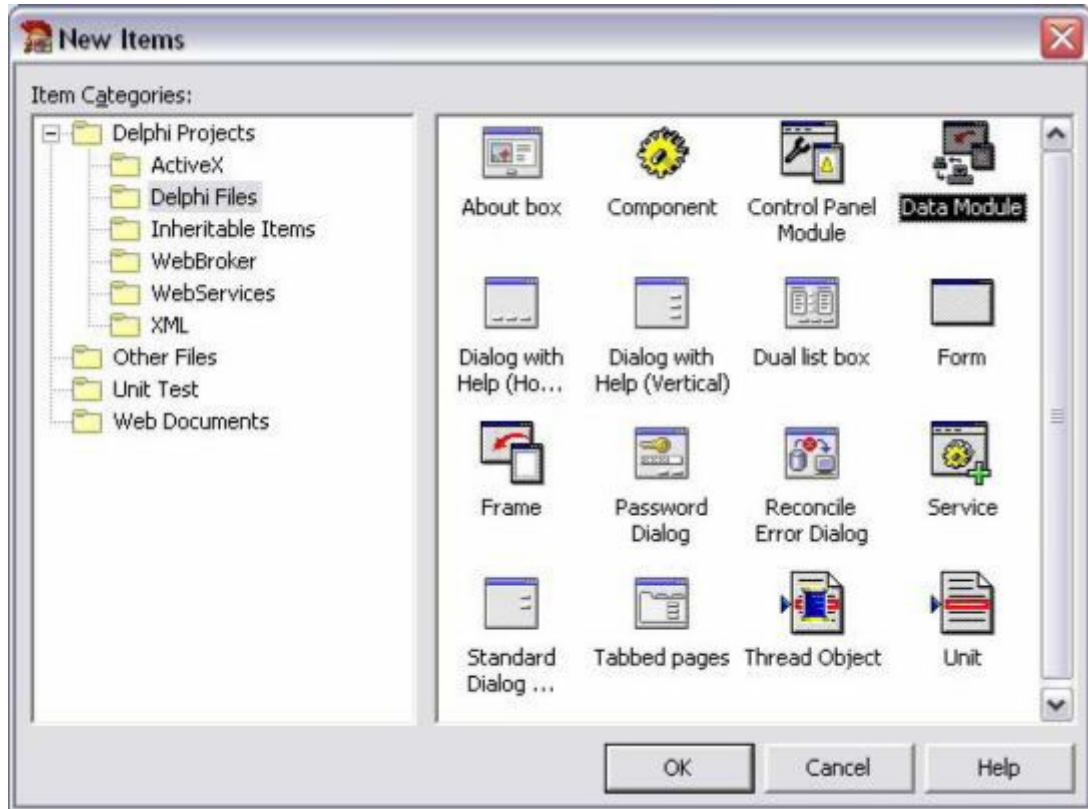 New Items
Item Categories:
Delphi Projects
ActiveX
Delphi Files
Inheritable Items
WebBroker
WebServices
XML
Other Files
Unit Test
Web Documents
About box
Component
Control Panel
Module
Data Module
Dialog with
Help (Ho...
Dialog with
Help (Vertical)
Dual list box
Form
Frame
Password
Dialog
Reconcile
Error Dialog
Service
Standard
Dialog ...
Tabbed pages
Thread Object
Unit
OK
Cancel
Help